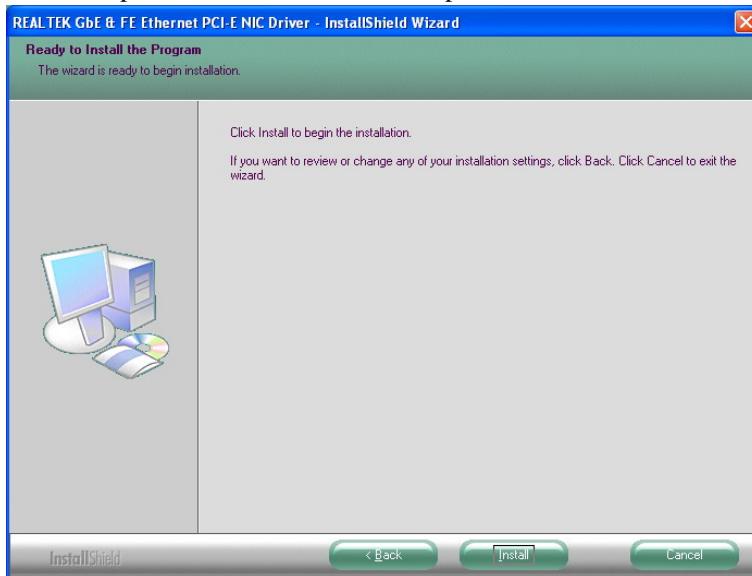 REALTEK GbE & FE Ethernet PCI-E NIC Driver - InstallShield Wizard
Ready to Install the Program
The wizard is ready to begin installation.
Click Install to begin the installation.
If you want to review or change any of your installation settings, click Back. Click Cancel to exit the
wizard.
InstallShield
< Back
Install
Cancel